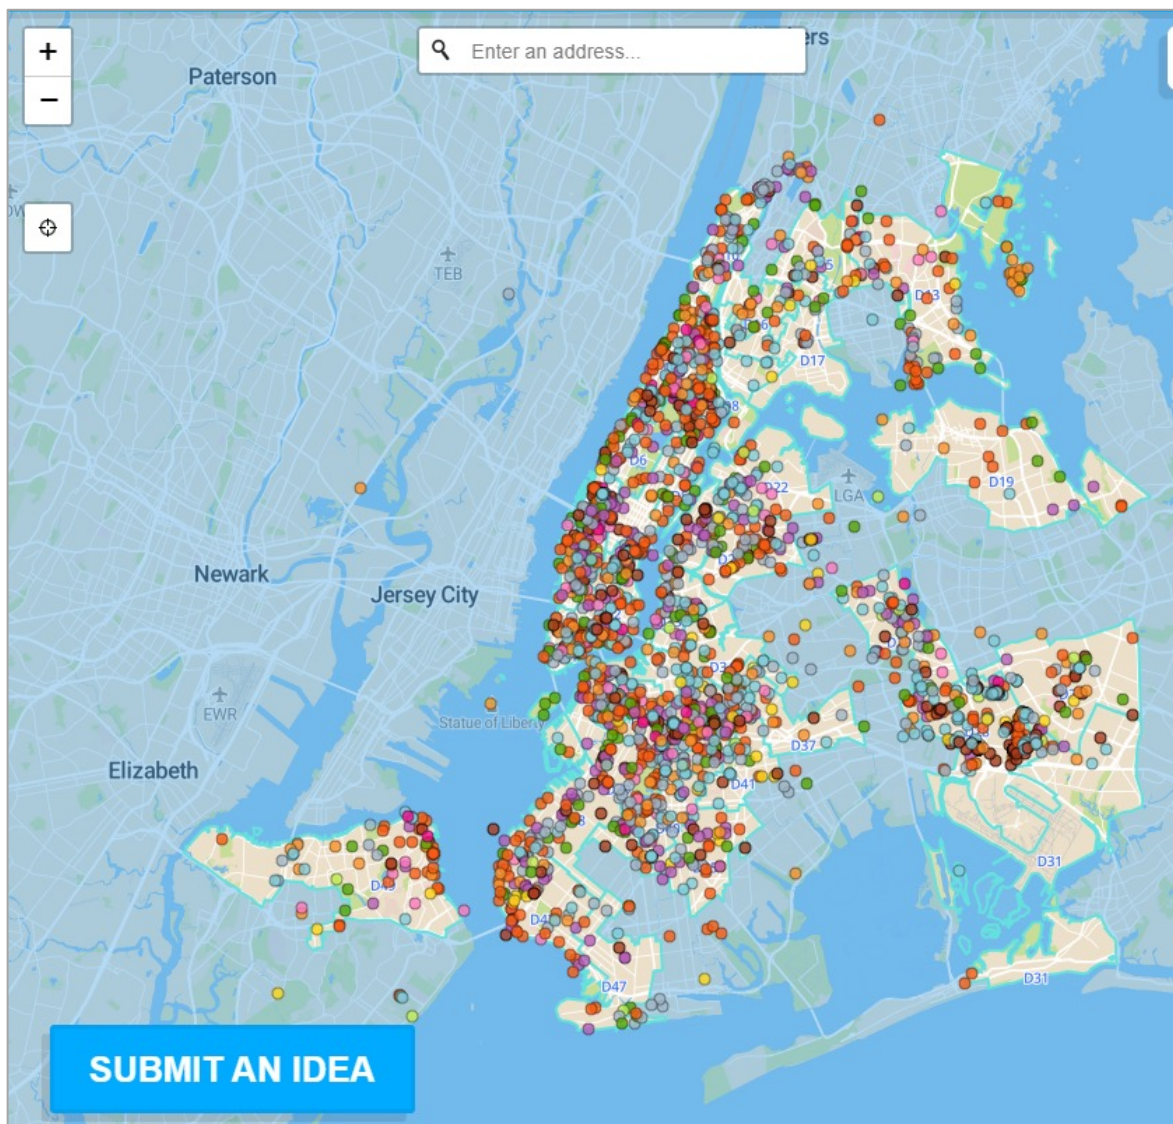 +
Enter an address...
Paterson
−
TEB
D13
D17
D8
D6
D22
LGA
D19
Newark
Jersey City
EWR
Statue of Liberty
D37
Elizabeth
D41
D31
D31
D47
SUBMIT AN IDEA